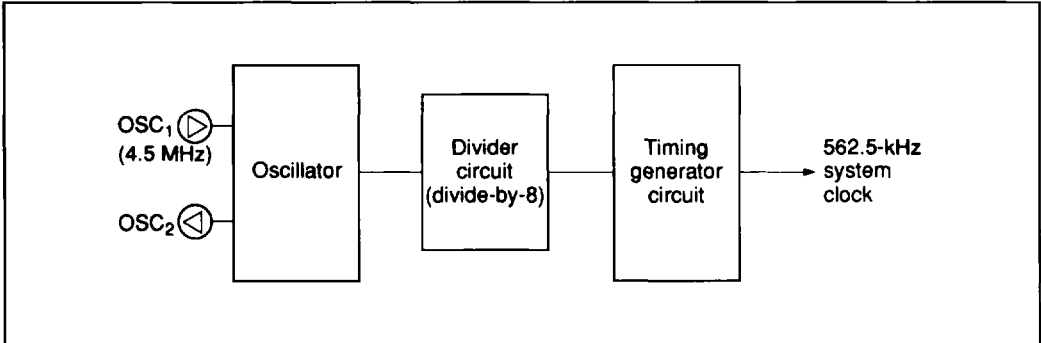 OSC₁
(4.5 MHz)
OSC₂
Oscillator
Divider
circuit
(divide-by-8)
Timing
generator
circuit
562.5-kHz
system
clock